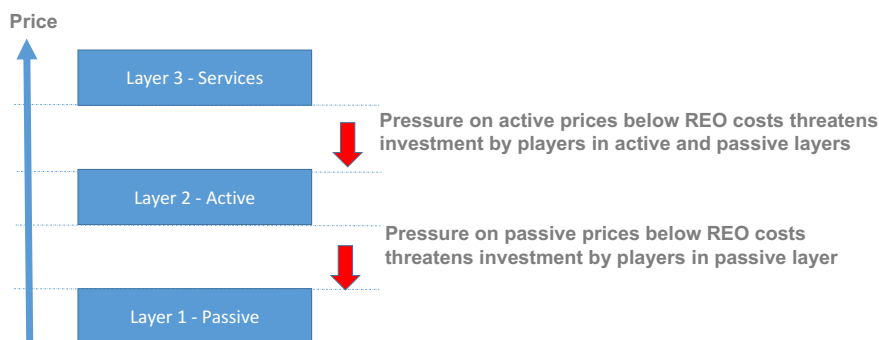 Price
Layer 3 - Services
Pressure on active prices below REO costs threatens
investment by players in active and passive layers
Layer 2 - Active
Pressure on passive prices below REO costs
threatens investment by players in passive layer
Layer 1 - Passive